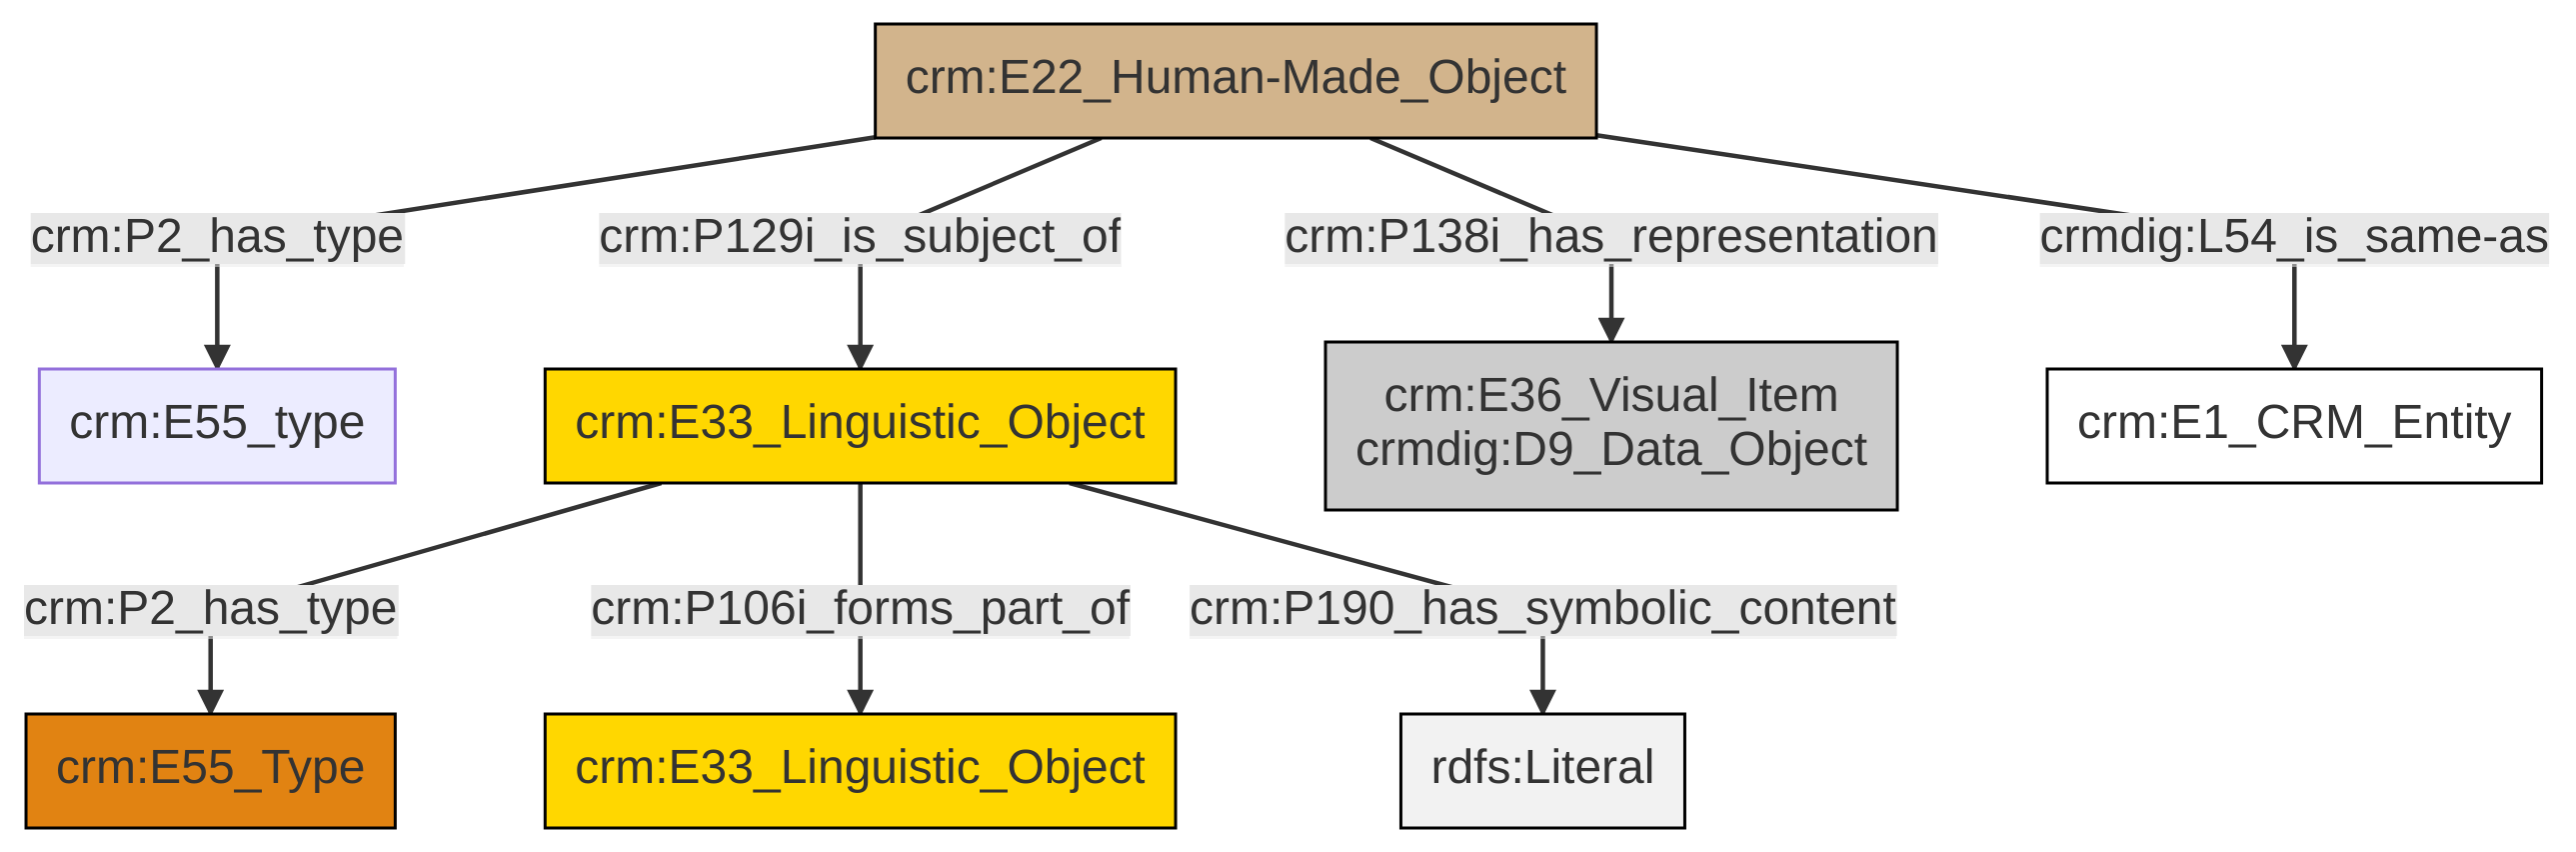 crm:E22_Human-Made_Object
crm:P2_has_type
crm:P129i_is_subject_of
crm:P138i_has_representation
crmdig:L54_is_same-as
crm:E55_type
crm:E33_Linguistic_Object
crm:E36_Visual_Item
crmdig:D9_Data_Object
crm:E1_CRM_Entity
crm:P2_has_type
crm:P106i_forms_part_of
crm:P190_has_symbolic_content
crm:E55_Type
crm:E33_Linguistic_Object
rdfs:Literal